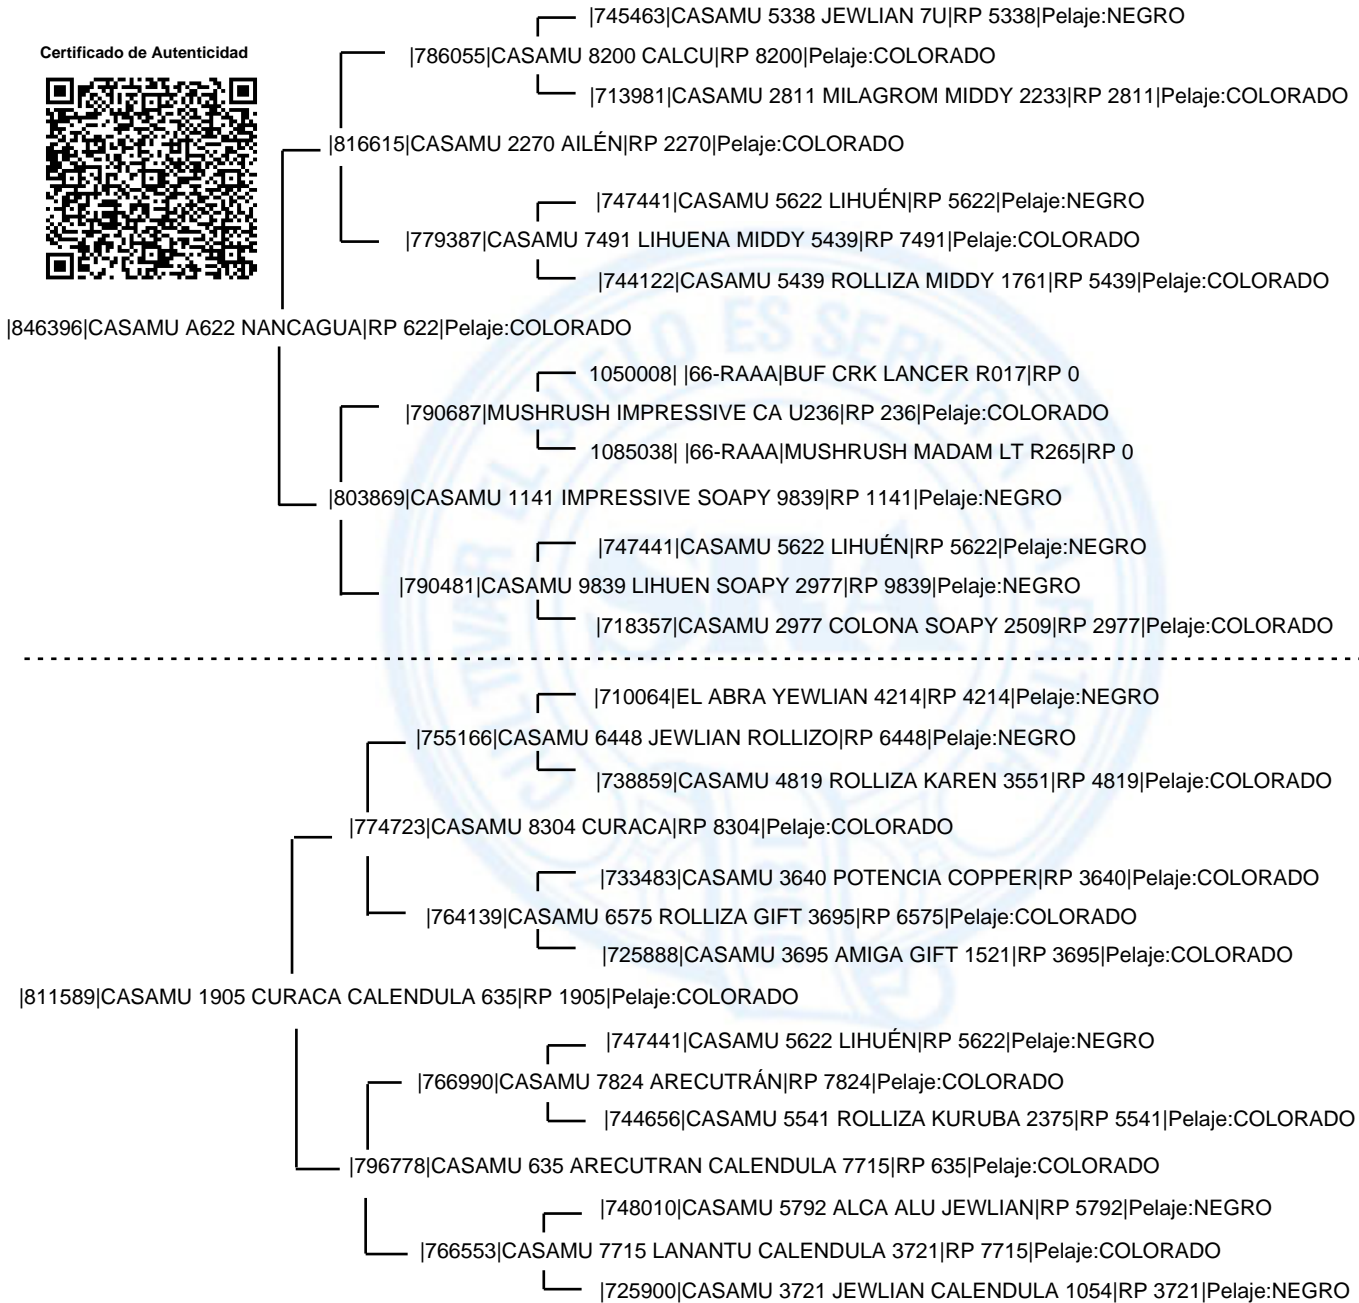 |745463|CASAMU 5338 JEWLIAN 7U|RP 5338|Pelaje:NEGRO
Certificado de Autenticidad
|786055|CASAMU 8200 CALCU|RP 8200|Pelaje:COLORADO
|713981|CASAMU 2811 MILAGROM MIDDY 2233|RP 2811|Pelaje:COLORADO
|816615|CASAMU 2270 AILÉN|RP 2270|Pelaje:COLORADO
|747441|CASAMU 5622 LIHUÉN|RP 5622|Pelaje:NEGRO
|779387|CASAMU 7491 LIHUENA MIDDY 5439|RP 7491|Pelaje:COLORADO
|744122|CASAMU 5439 ROLLIZA MIDDY 1761|RP 5439|Pelaje:COLORADO
|846396|CASAMU A622 NANCAGUA|RP 622|Pelaje:COLORADO
1050008| |66-RAAA|BUF CRK LANCER R017|RP 0
|790687|MUSHRUSH IMPRESSIVE CA U236|RP 236|Pelaje:COLORADO
1085038| |66-RAAA|MUSHRUSH MADAM LT R265|RP 0
|803869|CASAMU 1141 IMPRESSIVE SOAPY 9839|RP 1141|Pelaje:NEGRO
|747441|CASAMU 5622 LIHUÉN|RP 5622|Pelaje:NEGRO
|790481|CASAMU 9839 LIHUEN SOAPY 2977|RP 9839|Pelaje:NEGRO
|718357|CASAMU 2977 COLONA SOAPY 2509|RP 2977|Pelaje:COLORADO
|710064|EL ABRA YEWLIAN 4214|RP 4214|Pelaje:NEGRO
|755166|CASAMU 6448 JEWLIAN ROLLIZO|RP 6448|Pelaje:NEGRO
|738859|CASAMU 4819 ROLLIZA KAREN 3551|RP 4819|Pelaje:COLORADO
|774723|CASAMU 8304 CURACA|RP 8304|Pelaje:COLORADO
|733483|CASAMU 3640 POTENCIA COPPER|RP 3640|Pelaje:COLORADO
|764139|CASAMU 6575 ROLLIZA GIFT 3695|RP 6575|Pelaje:COLORADO
|725888|CASAMU 3695 AMIGA GIFT 1521|RP 3695|Pelaje:COLORADO
|811589|CASAMU 1905 CURACA CALENDULA 635|RP 1905|Pelaje:COLORADO
|747441|CASAMU 5622 LIHUÉN|RP 5622|Pelaje:NEGRO
|766990|CASAMU 7824 ARECUTRÁN|RP 7824|Pelaje:COLORADO
|744656|CASAMU 5541 ROLLIZA KURUBA 2375|RP 5541|Pelaje:COLORADO
|796778|CASAMU 635 ARECUTRAN CALENDULA 7715|RP 635|Pelaje:COLORADO
|748010|CASAMU 5792 ALCA ALU JEWLIAN|RP 5792|Pelaje:NEGRO
|766553|CASAMU 7715 LANANTU CALENDULA 3721|RP 7715|Pelaje:COLORADO
|725900|CASAMU 3721 JEWLIAN CALENDULA 1054|RP 3721|Pelaje:NEGRO
CULTIVAR EL SUELO ES SERVIR A LA PATRIA
SRA
1866